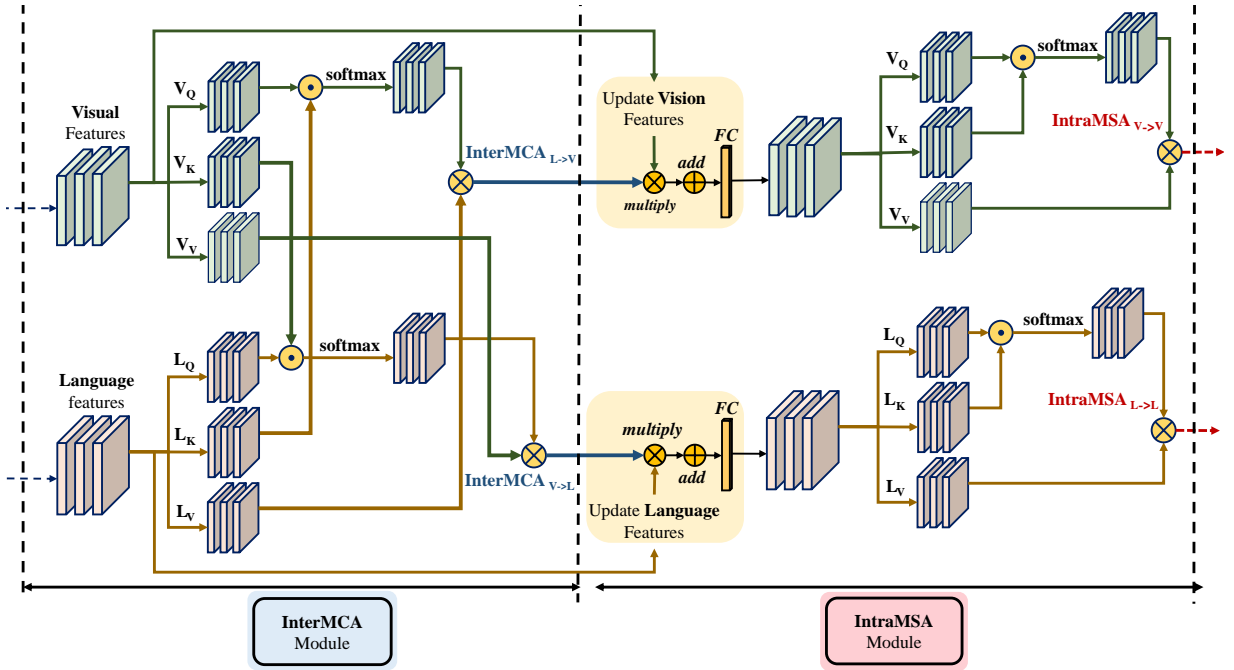 Visual
Features
V_Q
V_K
V_V
softmax
InterMCA L->V
Language
features
L_Q
L_K
L_V
softmax
InterMCA V->L
Update Vision
Features
multiply
add
FC
multiply
add
FC
Update Language
Features
V_Q
V_K
V_V
softmax
IntraMSA V->V
L_Q
L_K
L_V
softmax
IntraMSA L->L
InterMCA
Module
IntraMSA
Module